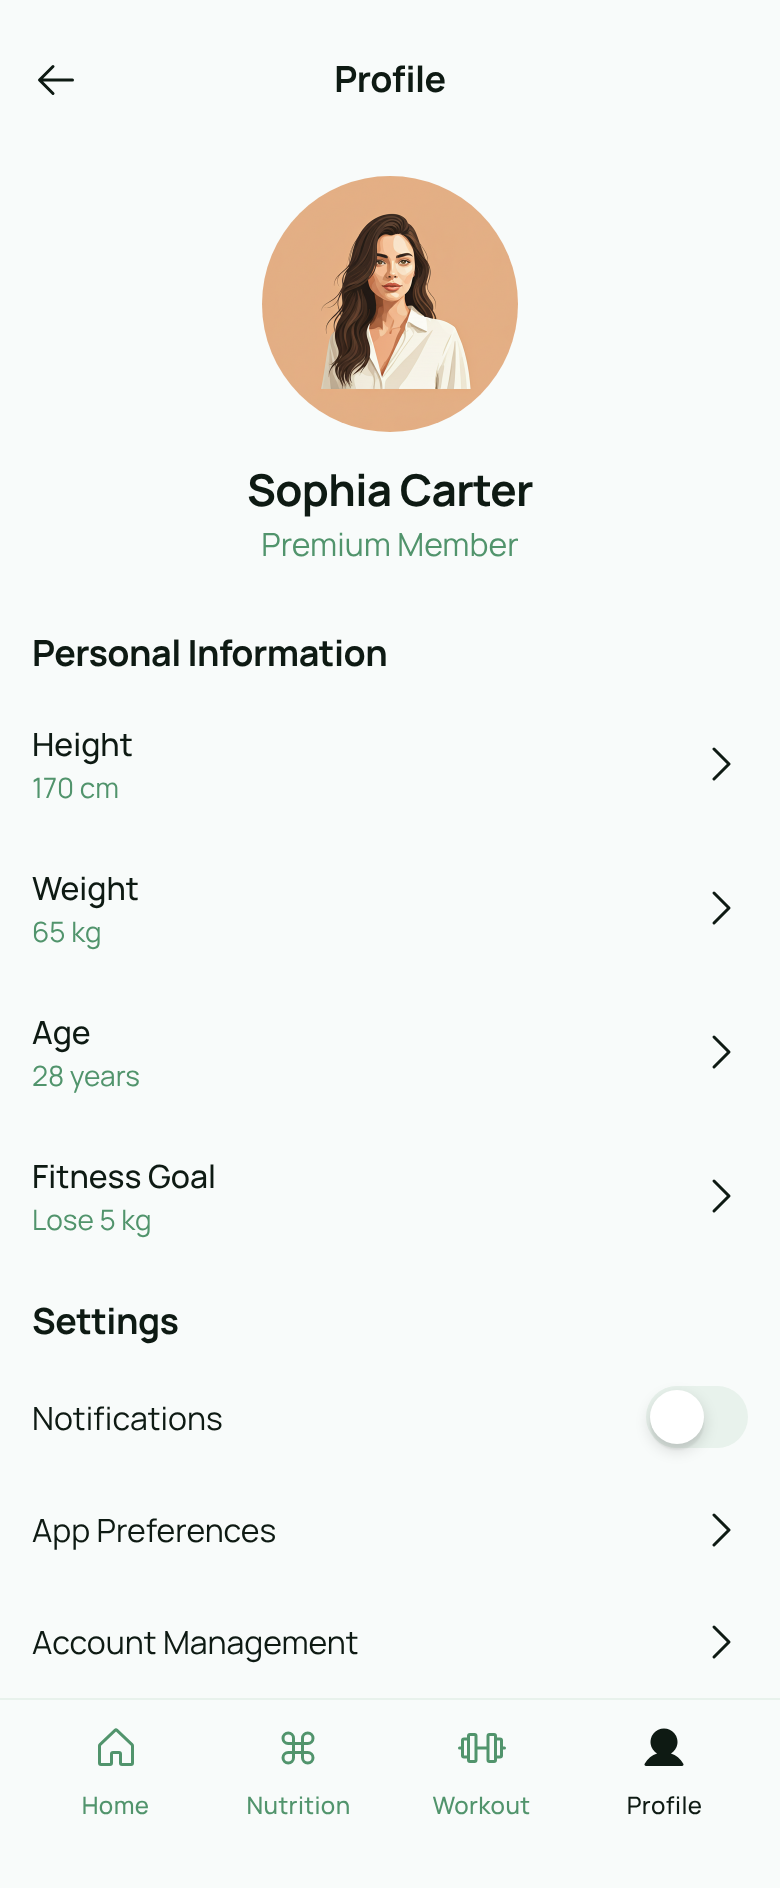 Profile
Sophia Carter
Premium Member
Personal Information
Height
170 cm
Weight
65 kg
Age
28 years
Fitness Goal
Lose 5 kg
Settings
Notifications
App Preferences
Account Management
Home Nutrition Workout Profile